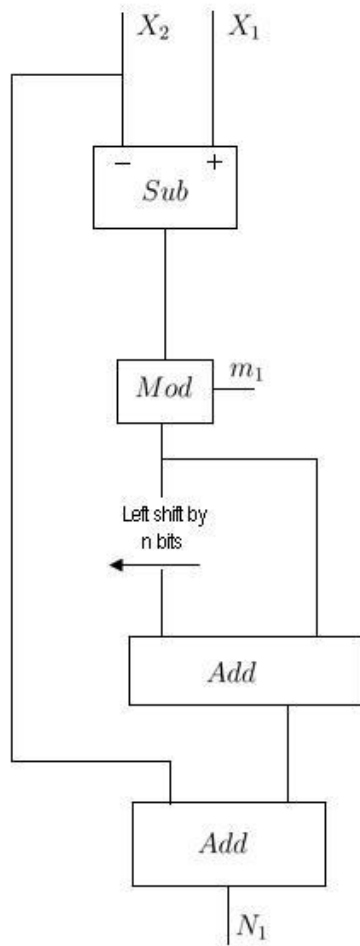 X₂ X₁
− +
Sub
Mod m₁
Left shift by
n bits
Add
Add
N₁